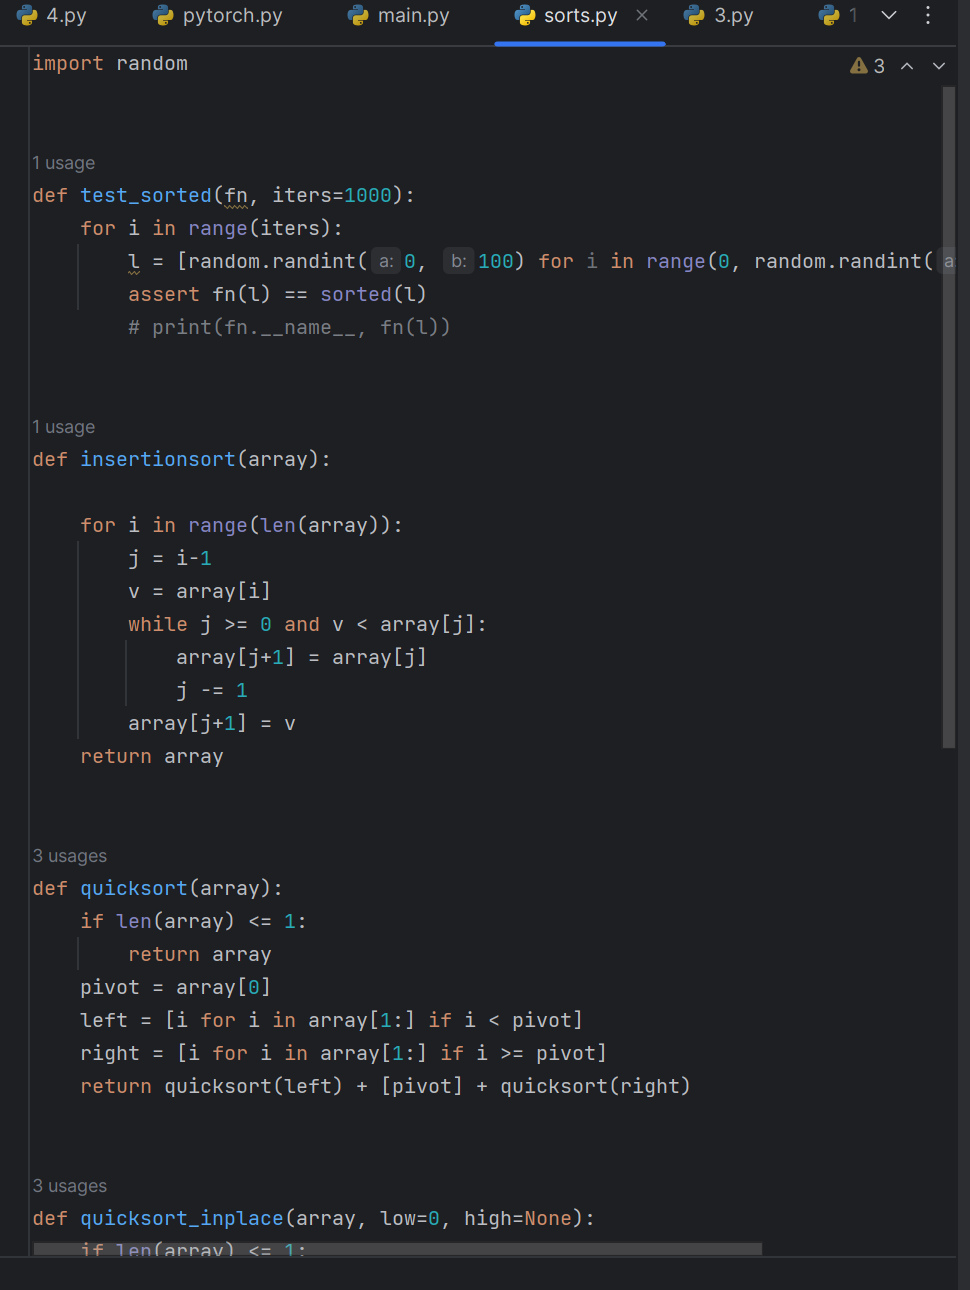 4.py pytorch.py main.py sorts.py 3.py 1
import random
3
1 usage
def test_sorted(fn, iters=1000):
for i in range(iters):
l = [random.randint( a: 0, b: 100) for i in range(0, random.randint( a:
assert fn(l) == sorted(l)
# print(fn.__name__, fn(l))
1 usage
def insertionsort(array):
for i in range(len(array)):
j = i-1
v = array[i]
while j >= 0 and v < array[j]:
array[j+1] = array[j]
j -= 1
array[j+1] = v
return array
3 usages
def quicksort(array):
if len(array) <= 1:
return array
pivot = array[0]
left = [i for i in array[1:] if i < pivot]
right = [i for i in array[1:] if i >= pivot]
return quicksort(left) + [pivot] + quicksort(right)
3 usages
def quicksort_inplace(array, low=0, high=None):
if len(array) <= 1: